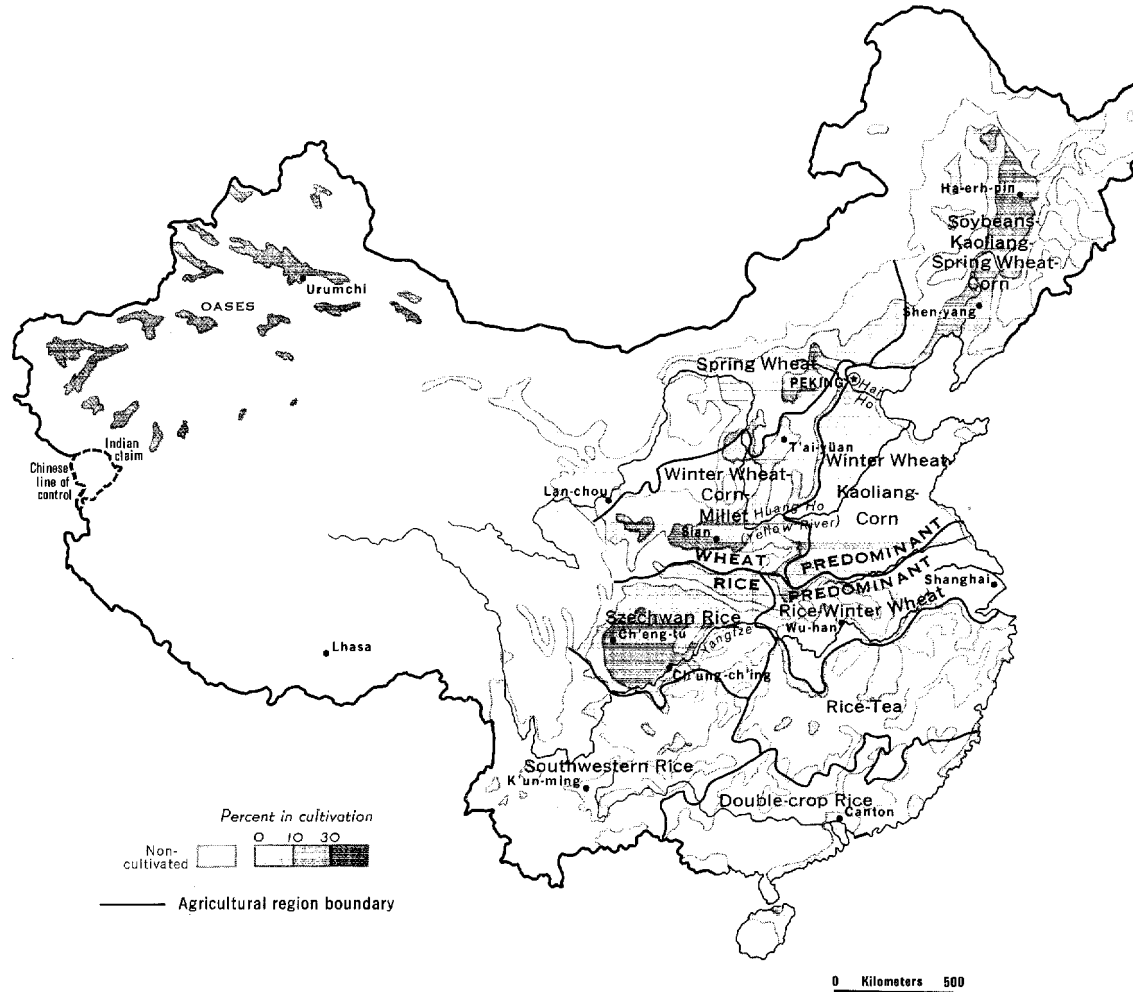 Ha-erh-pin
Soybeans-
Kaoliang-
Spring Wheat-
Corn
Shen-yang
Urumchi
OASES
Spring Wheat
PEKING
Hai
Ho
Indian
claim
Chinese
line of
control
T'ai-yüan
Winter Wheat-
Corn-
Millet
Lan-chou
Winter Wheat
Kaoliang-
Corn
Huang Ho
(Yellow River)
Sian
WHEAT PREDOMINANT
RICE PREDOMINANT
Shanghai
Rice/Winter Wheat
Wu-han
Szechwan Rice
Ch'eng-tu
Yangtze
Ch'ung-ch'ing
Lhasa
Rice-Tea
Southwestern Rice
K'un-ming
Double-crop Rice
Canton
Percent in cultivation
0 10 30
Non-
cultivated
Agricultural region boundary
0 Kilometers 500